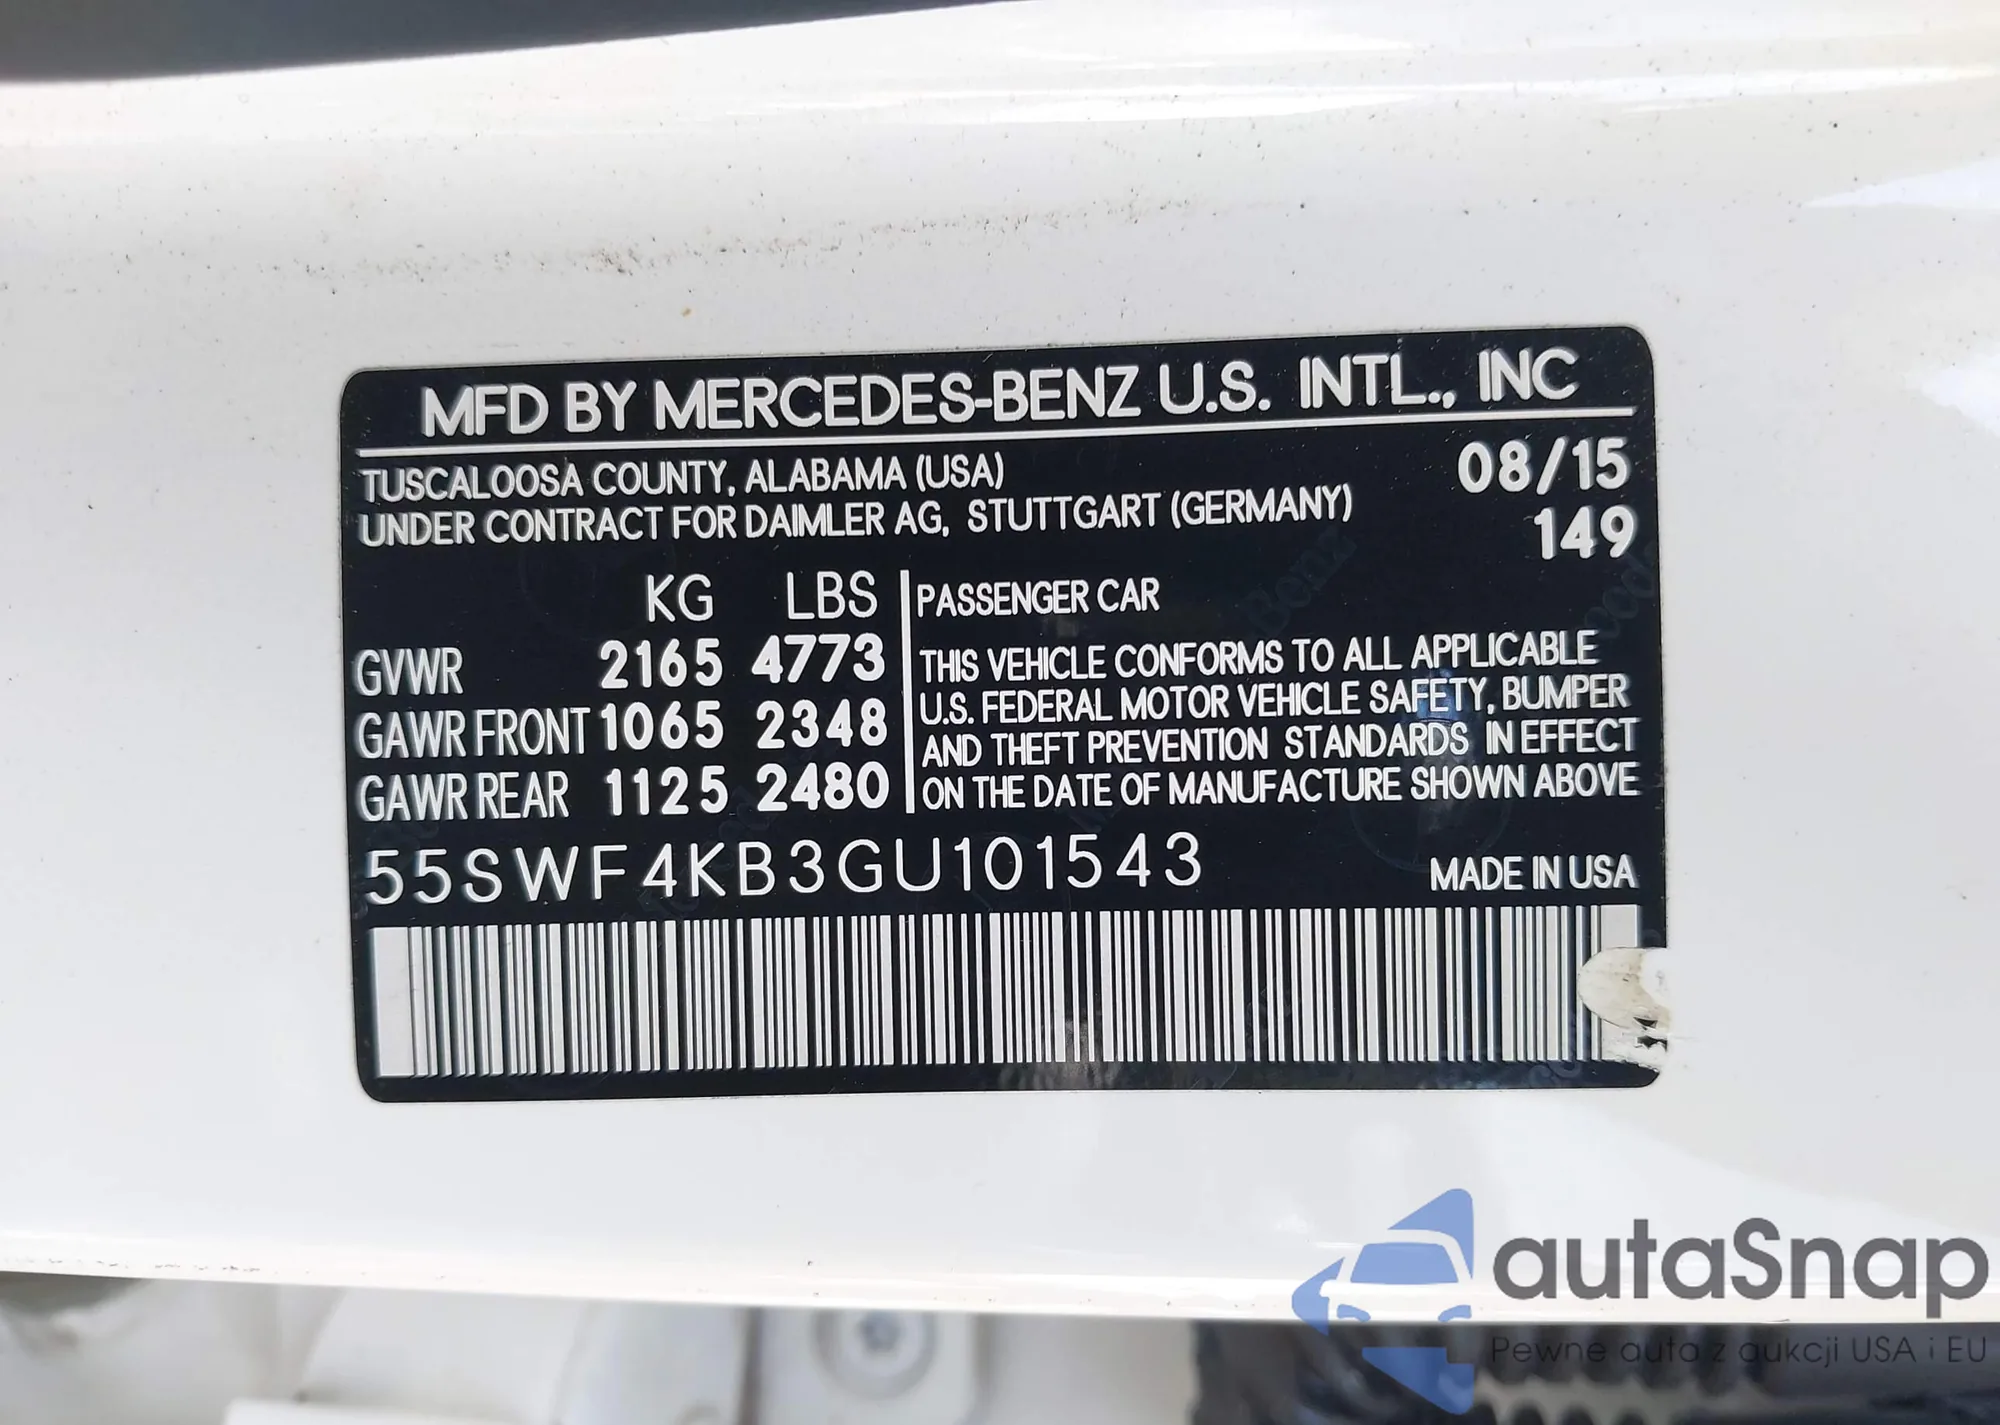 MFD BY MERCEDES-BENZ U.S. INTL., INC
TUSCALOOSA COUNTY, ALABAMA (USA) 08/15
UNDER CONTRACT FOR DAIMLER AG, STUTTGART (GERMANY) 149
KG LBS
GVWR 2165 4773
GAWR FRONT 1065 2348
GAWR REAR 1125 2480
PASSENGER CAR
THIS VEHICLE CONFORMS TO ALL APPLICABLE
U.S. FEDERAL MOTOR VEHICLE SAFETY, BUMPER
AND THEFT PREVENTION STANDARDS IN EFFECT
ON THE DATE OF MANUFACTURE SHOWN ABOVE
55SWF4KB3GU101543 MADE IN USA
autaSnap
Pewne auta z aukcji USA i EU